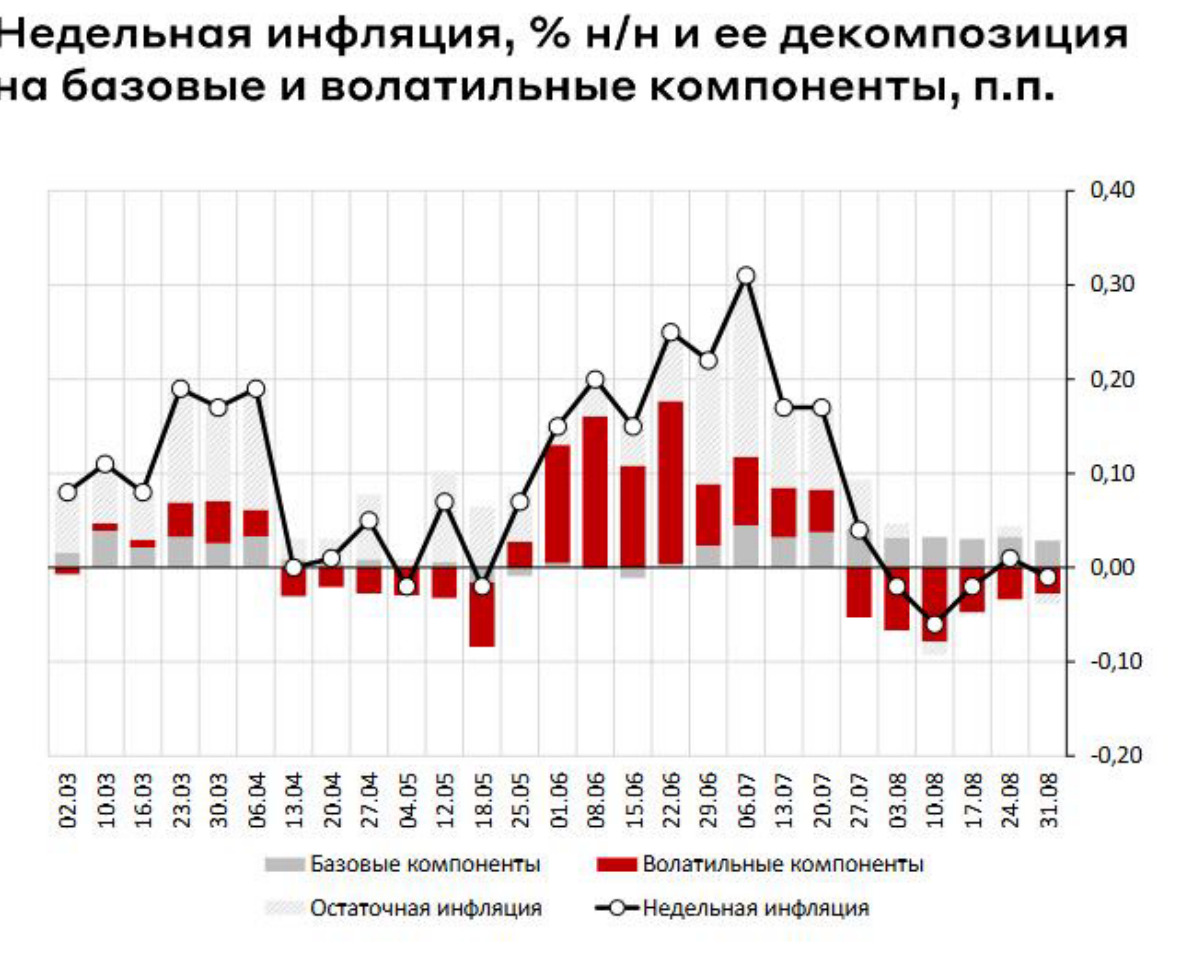 Недельная инфляция, % н/н и ее декомпозиция
на базовые и волатильные компоненты, п.п.
0,40
0,30
0,20
0,10
0,00
-0,10
-0,20
02.03 10.03 16.03 23.03 30.03 06.04 13.04 20.04 27.04 04.05 12.05 18.05 25.05 01.06 08.06 15.06 22.06 29.06 06.07 13.07 20.07 27.07 03.08 10.08 17.08 24.08 31.08
Базовые компоненты Волатильные компоненты
Остаточная инфляция Недельная инфляция